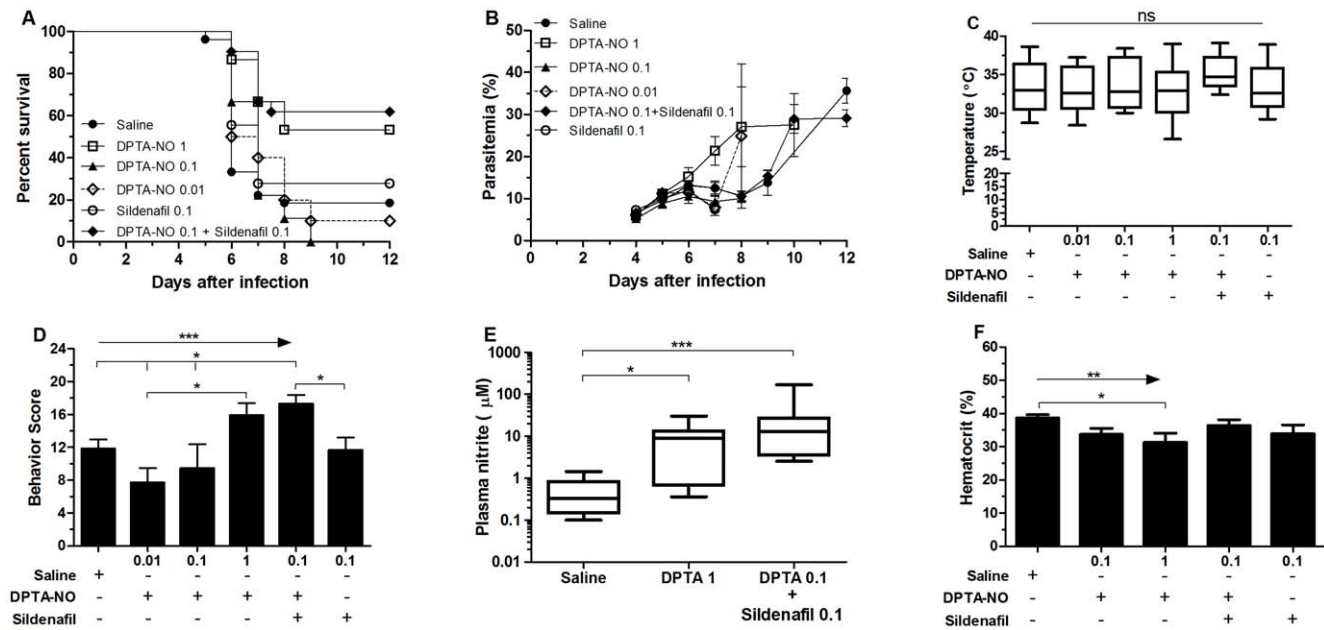 A
Percent survival
100
80
60
40
20
0
0 2 4 6 8 10 12
Days after infection
Saline
DPTA-NO 1
DPTA-NO 0.1
DPTA-NO 0.01
Sildenafil 0.1
DPTA-NO 0.1 + Sildenafil 0.1
B
Parasitemia (%)
50
40
30
20
10
0
0 2 4 6 8 10 12
Days after infection
Saline
DPTA-NO 1
DPTA-NO 0.1
DPTA-NO 0.01
DPTA-NO 0.1+Sildenafil 0.1
Sildenafil 0.1
C
ns
Temperature (°C)
40
35
30
25
20
15
10
5
0
0.01 0.1 1 0.1 0.1
Saline + - - - - -
DPTA-NO - + + + + -
Sildenafil - - - - + +
D
***
*
* *
Behavior Score
24
20
16
12
8
4
0
0.01 0.1 1 0.1 0.1
Saline + - - - - -
DPTA-NO - + + + + -
Sildenafil - - - - + +
E
***
*
Plasma nitrite ( μM)
1000
100
10
1
0.1
0.01
Saline DPTA 1 DPTA 0.1
+
Sildenafil 0.1
F
**
*
Hematocrit (%)
60
50
40
30
20
10
0
0.1 1 0.1 0.1
Saline + - - - -
DPTA-NO - + + + -
Sildenafil - - - + +